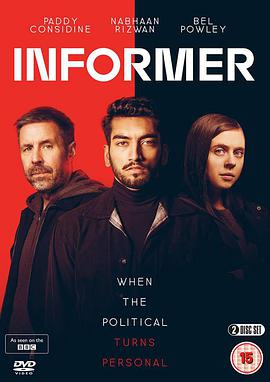 PADDY CONSIDINE
NABHAAN RIZWAN
BEL POWLEY
INFORMER
WHEN
THE
POLITICAL
TURNS
PERSONAL
As seen on the
BBC
DVD
VIDEO
2 DISC SET
15